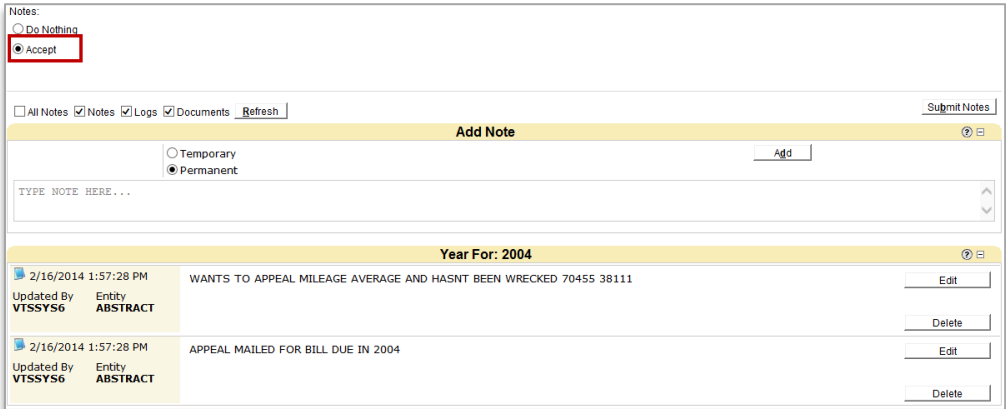 Notes:
Do Nothing
Accept
All Notes Notes Logs Documents Refresh Submit Notes
Add Note
Temporary Add
Permanent
TYPE NOTE HERE...
Year For: 2004
2/16/2014 1:57:28 PM WANTS TO APPEAL MILEAGE AVERAGE AND HASNT BEEN WRECKED 70455 38111 Edit
Updated By Entity
VTSSYS6 ABSTRACT
Delete
2/16/2014 1:57:28 PM APPEAL MAILED FOR BILL DUE IN 2004 Edit
Updated By Entity
VTSSYS6 ABSTRACT
Delete